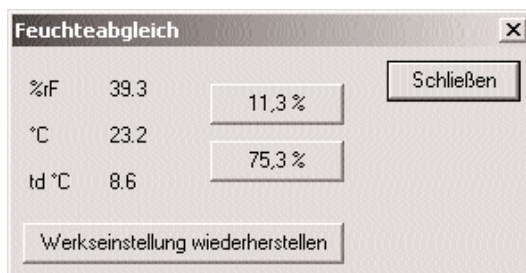 Feuchteabgleich
%rF 39.3
11,3 %
Schließen
°C 23.2
75,3 %
td °C 8.6
Werkseinstellung wiederherstellen